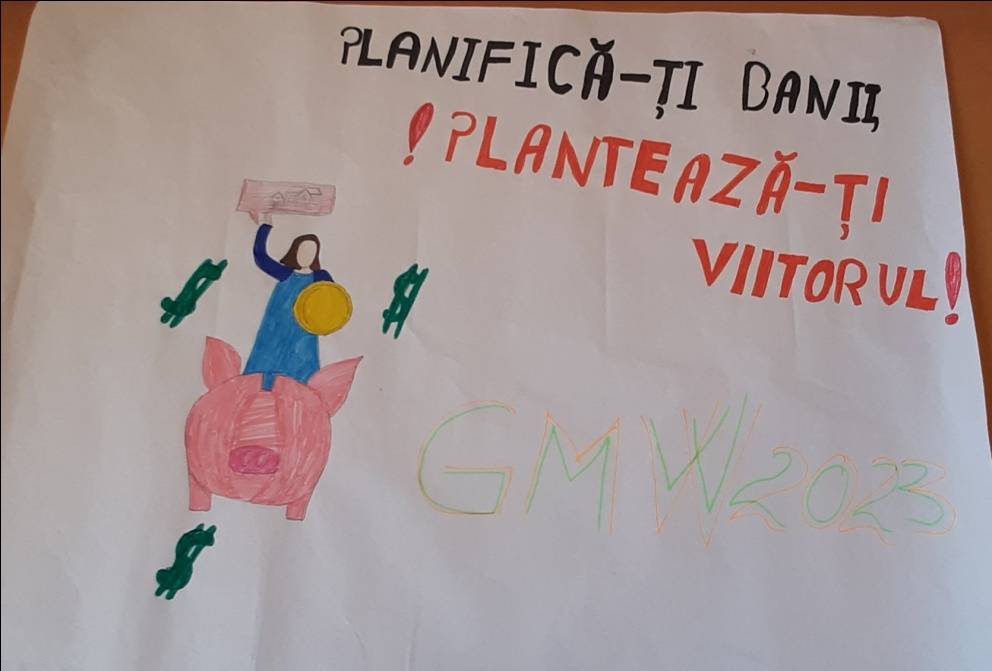 PLANIFICĂ-ȚI BANII,
!PLANTEAZĂ-ȚI
VIITORUL!
GMW2023
$
$
$